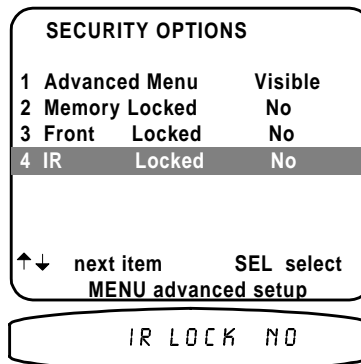 SECURITY OPTIONS
1 Advanced Menu Visible
2 Memory Locked No
3 Front Locked No
4 IR Locked No
↑↓ next item SEL select
MENU advanced setup
IR LOCK NO